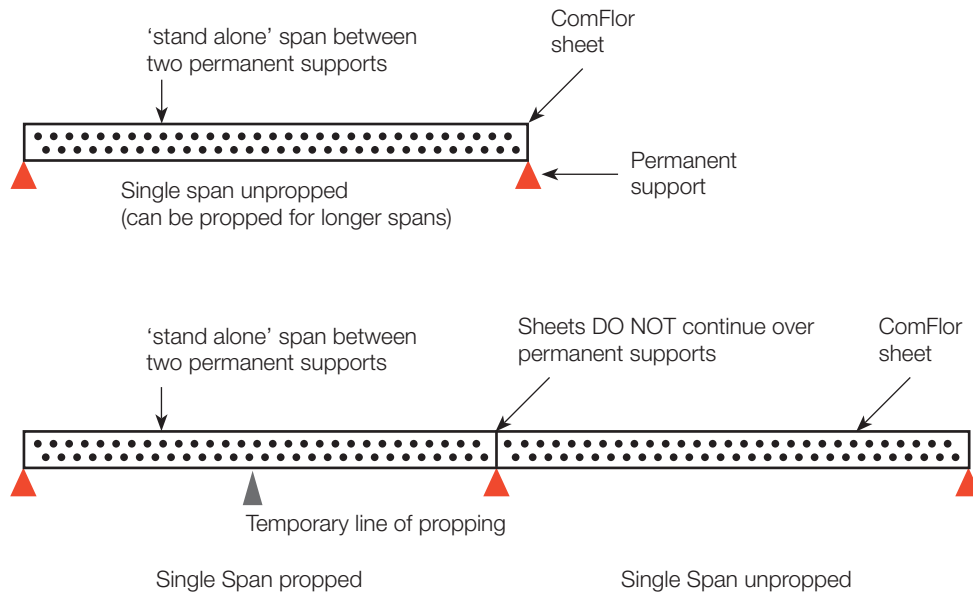 ‘stand alone’ span between
two permanent supports
ComFlor
sheet
Permanent
support
Single span unpropped
(can be propped for longer spans)
‘stand alone’ span between
two permanent supports
Sheets DO NOT continue over
permanent supports
ComFlor
sheet
Temporary line of propping
Single Span propped
Single Span unpropped